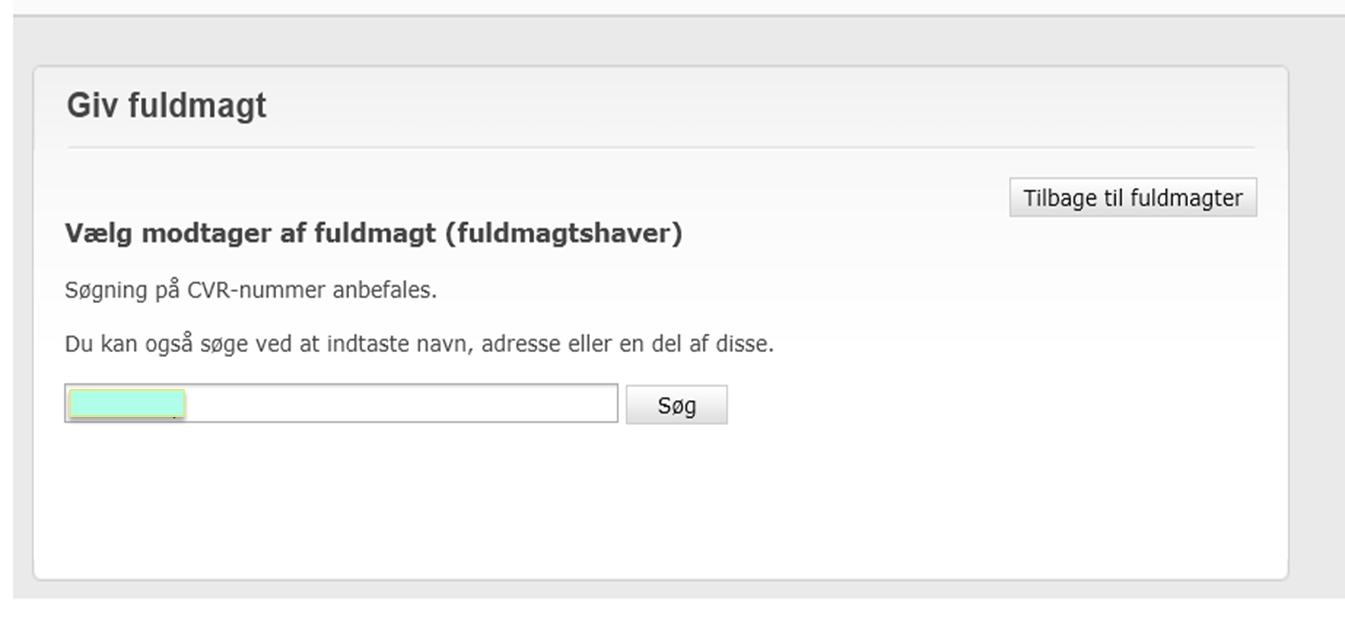 Giv fuldmagt
Tilbage til fuldmagter
Vælg modtager af fuldmagt (fuldmagtshaver)
Søgning på CVR-nummer anbefales.
Du kan også søge ved at indtaste navn, adresse eller en del af disse.
Søg